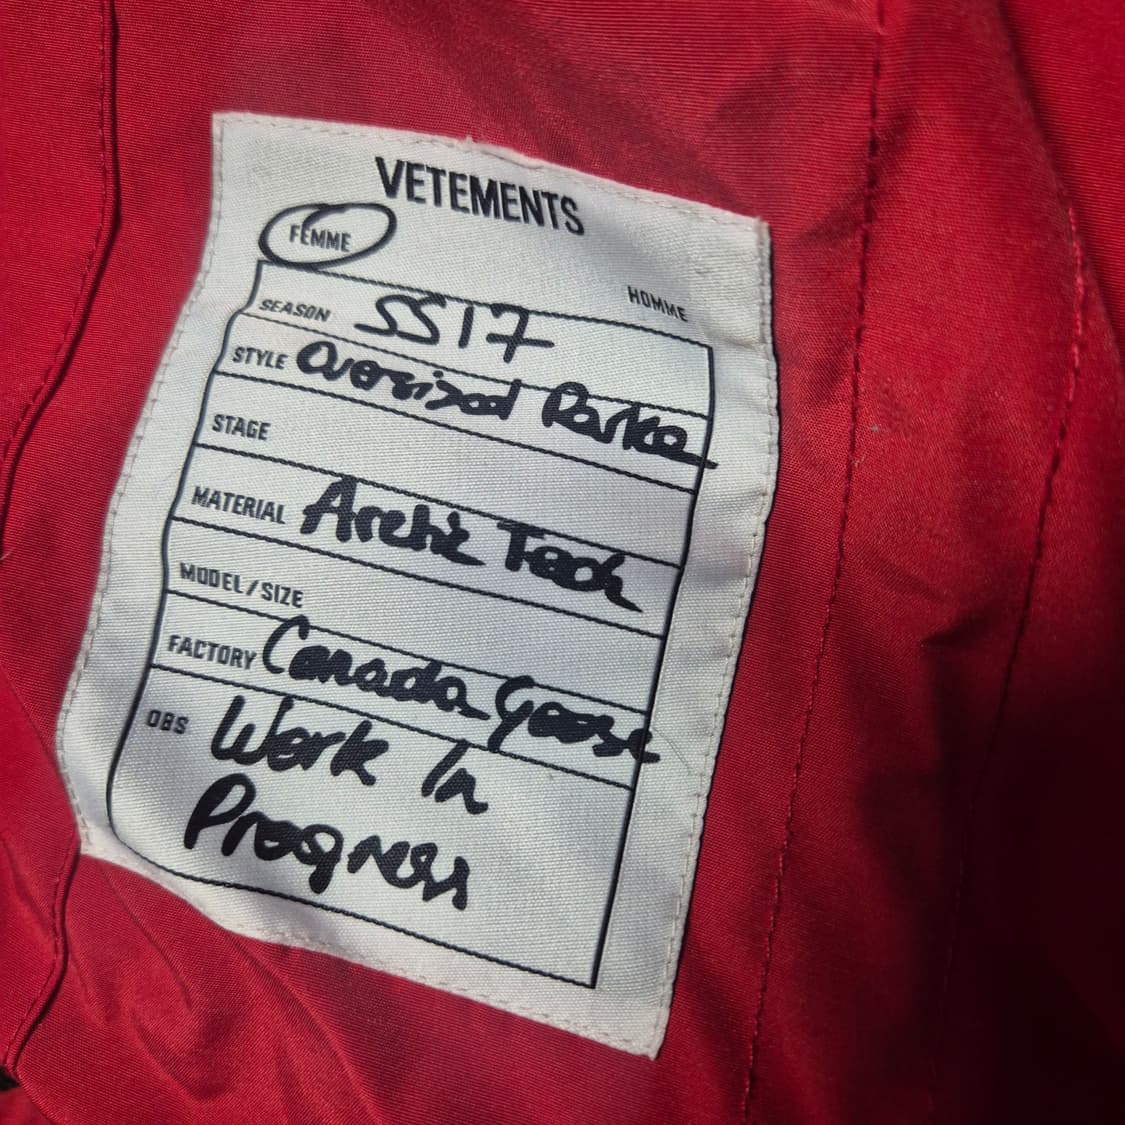 VETEMENTS
FEMME
HOMME
SEASON SS17
STYLE Oversized Parka
STAGE
MATERIAL Arctic Tech
MODEL/SIZE
FACTORY Canada Goose
OBS Work In
Progress